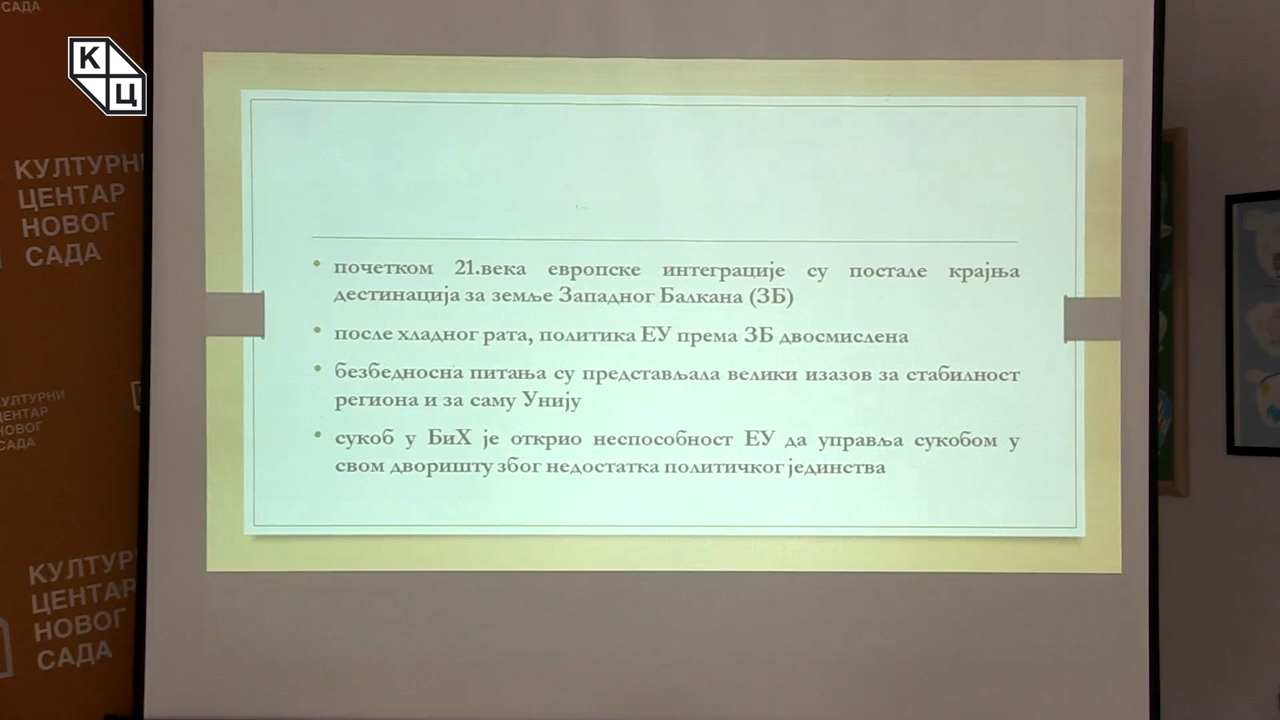 САДА
К
Ц
КУЛТУРНИ
ЦЕНТАР
НОВОГ
САДА
почетком 21.века европске интеграције су постале крајња
дестинација за земље Западног Балкана (ЗБ)
после хладног рата, политика ЕУ према ЗБ двосмислена
безбедносна питања су представљала велики изазов за стабилност
региона и за саму Унију
сукоб у БиХ је открио неспособност ЕУ да управља сукобом у
свом дворишту због недостатка политичког јединства
КУЛТУРНИ
ЦЕНТАР
НОВОГ
САДА
КУЛТУР
ЦЕНТАР
НОВОГ
САДА